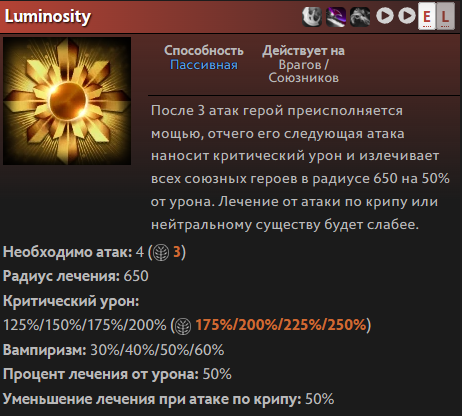 Luminosity
E L
Способность
Пассивная
Действует на
Врагов /
Союзников
После 3 атак герой преисполняется
мощью, отчего его следующая атака
наносит критический урон и излечивает
всех союзных героев в радиусе 650 на 50%
от урона. Лечение от атаки по крипу или
нейтральному существу будет слабее.
Необходимо атак: 4 ( 3)
Радиус лечения: 650
Критический урон:
125%/150%/175%/200% ( 175%/200%/225%/250%)
Вампиризм: 30%/40%/50%/60%
Процент лечения от урона: 50%
Уменьшение лечения при атаке по крипу: 50%